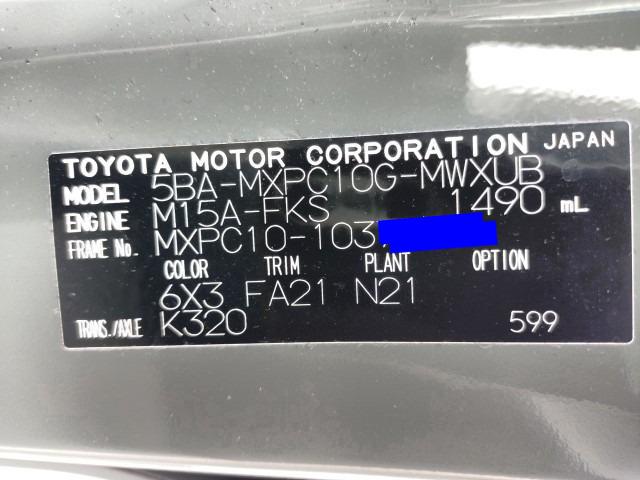 TOYOTA MOTOR CORPORATION JAPAN
MODEL 5BA-MXPC10G-MWXUB
ENGINE M15A-FKS 1490 mL
FRAME No. MXPC10-103
COLOR TRIM PLANT OPTION
6X3 FA21 N21
TRANS./AXLE K320 599